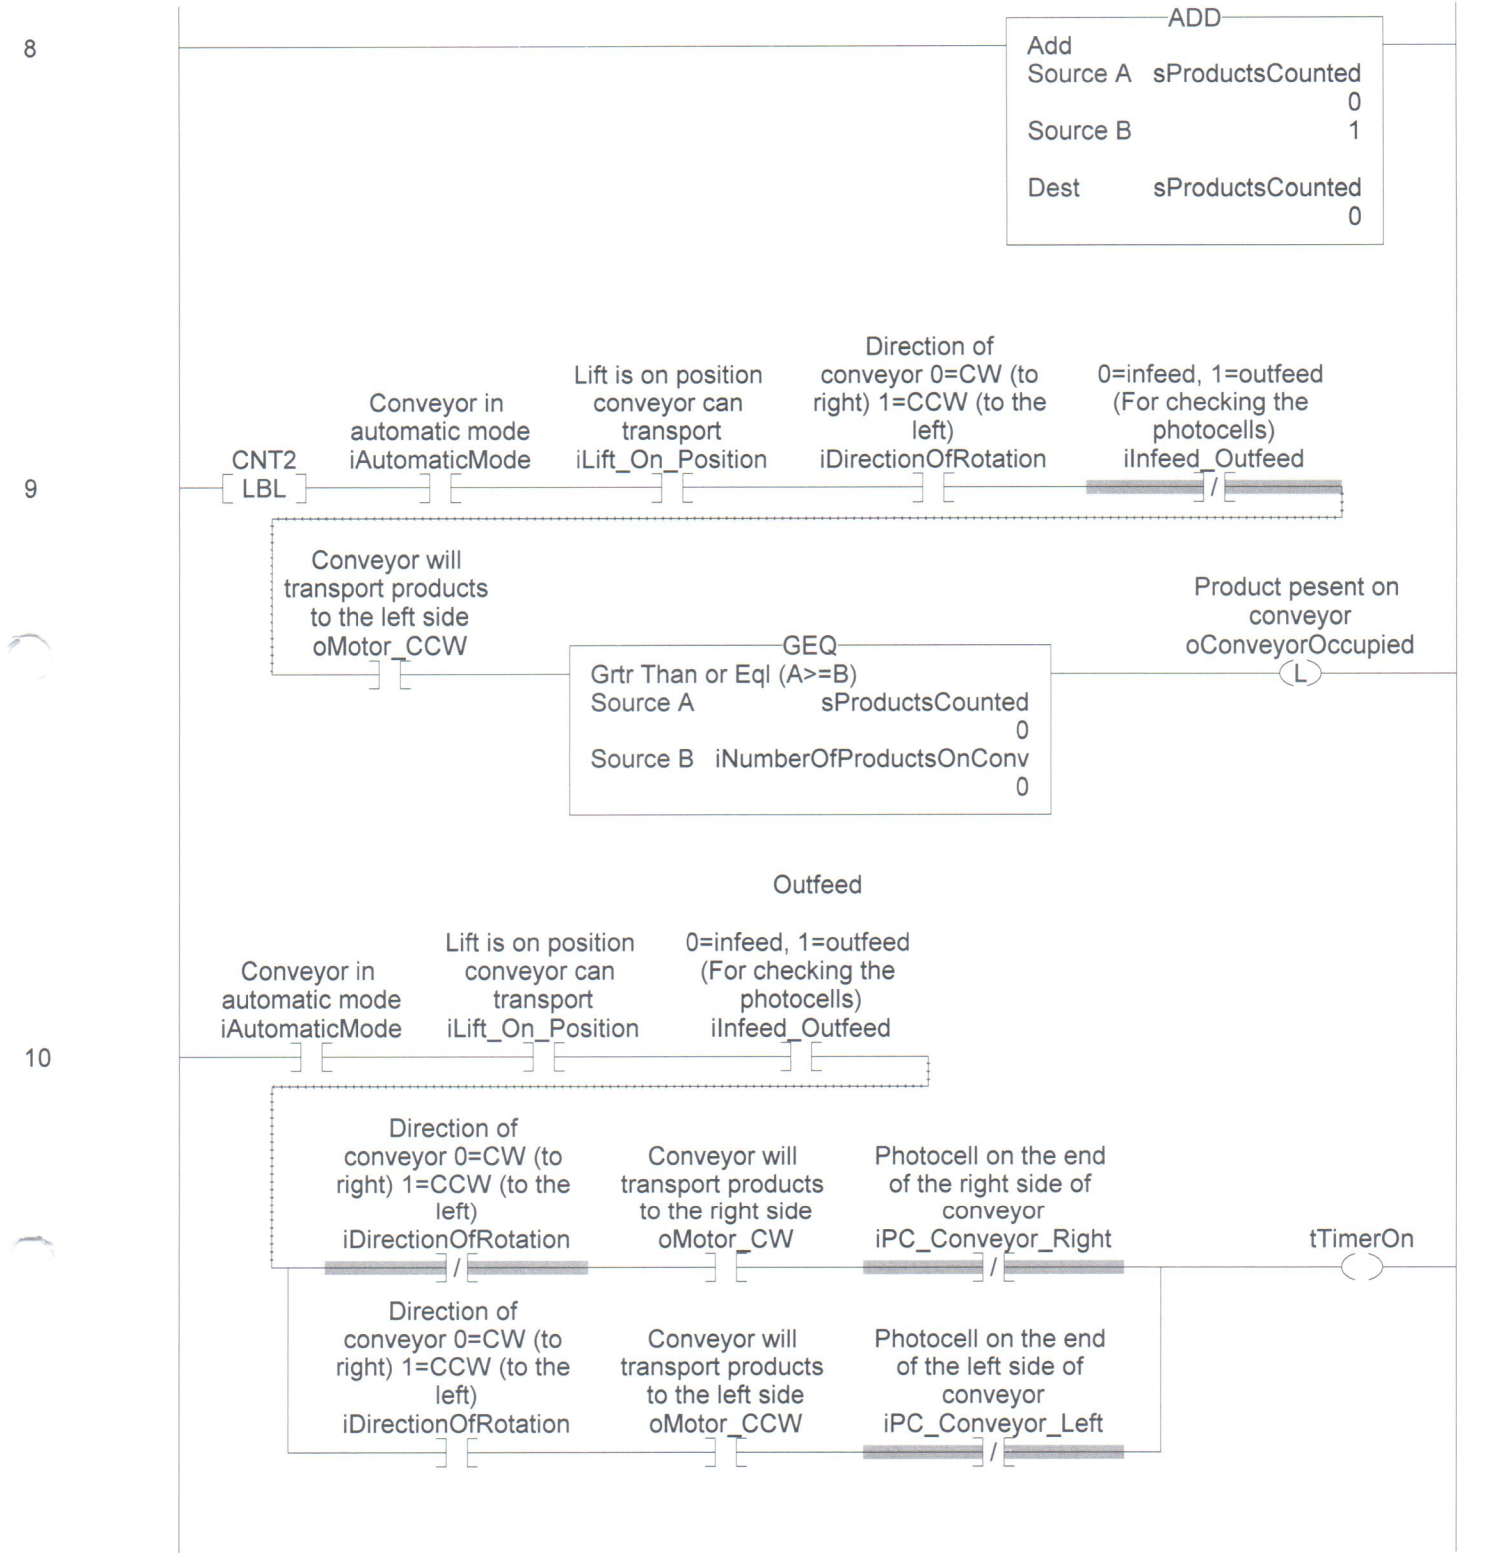 8
ADD
Add
Source A sProductsCounted
0
Source B 1
Dest sProductsCounted
0
9
CNT2
LBL
Conveyor in
automatic mode
iAutomaticMode
Lift is on position
conveyor can
transport
iLift_On_Position
Direction of
conveyor 0=CW (to
right) 1=CCW (to the
left)
iDirectionOfRotation
0=infeed, 1=outfeed
(For checking the
photocells)
iInfeed_Outfeed
/
Conveyor will
transport products
to the left side
oMotor_CCW
GEQ
Grtr Than or Eql (A>=B)
Source A sProductsCounted
0
Source B iNumberOfProductsOnConv
0
Product pesent on
conveyor
oConveyorOccupied
L
Outfeed
10
Conveyor in
automatic mode
iAutomaticMode
Lift is on position
conveyor can
transport
iLift_On_Position
0=infeed, 1=outfeed
(For checking the
photocells)
iInfeed_Outfeed
Direction of
conveyor 0=CW (to
right) 1=CCW (to the
left)
iDirectionOfRotation
/
Conveyor will
transport products
to the right side
oMotor_CW
Photocell on the end
of the right side of
conveyor
iPC_Conveyor_Right
/
tTimerOn
Direction of
conveyor 0=CW (to
right) 1=CCW (to the
left)
iDirectionOfRotation
Conveyor will
transport products
to the left side
oMotor_CCW
Photocell on the end
of the left side of
conveyor
iPC_Conveyor_Left
/